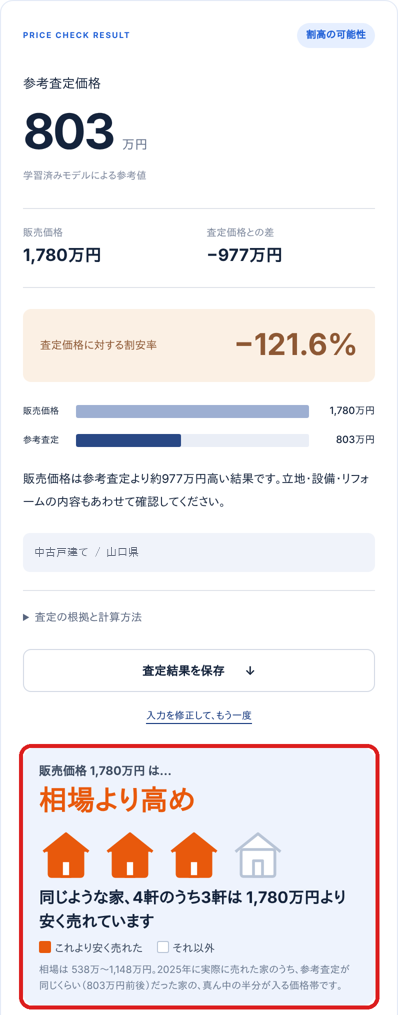 PRICE CHECK RESULT
割高の可能性
参考査定価格
803 万円
学習済みモデルによる参考値
販売価格
1,780万円
査定価格との差
−977万円
査定価格に対する割安率
−121.6%
販売価格
1,780万円
参考査定
803万円
販売価格は参考査定より約977万円高い結果です。立地・設備・リフォ
ームの内容もあわせて確認してください。
中古戸建て / 山口県
▶ 査定の根拠と計算方法
査定結果を保存 ↓
入力を修正して、もう一度
販売価格 1,780万円 は…
相場より高め
同じような家、4軒のうち3軒は 1,780万円より
安く売れています
これより安く売れた
それ以外
相場は 538万〜1,148万円。2025年に実際に売れた家のうち、参考査定が
同じくらい（803万円前後）だった家の、真ん中の半分が入る価格帯です。